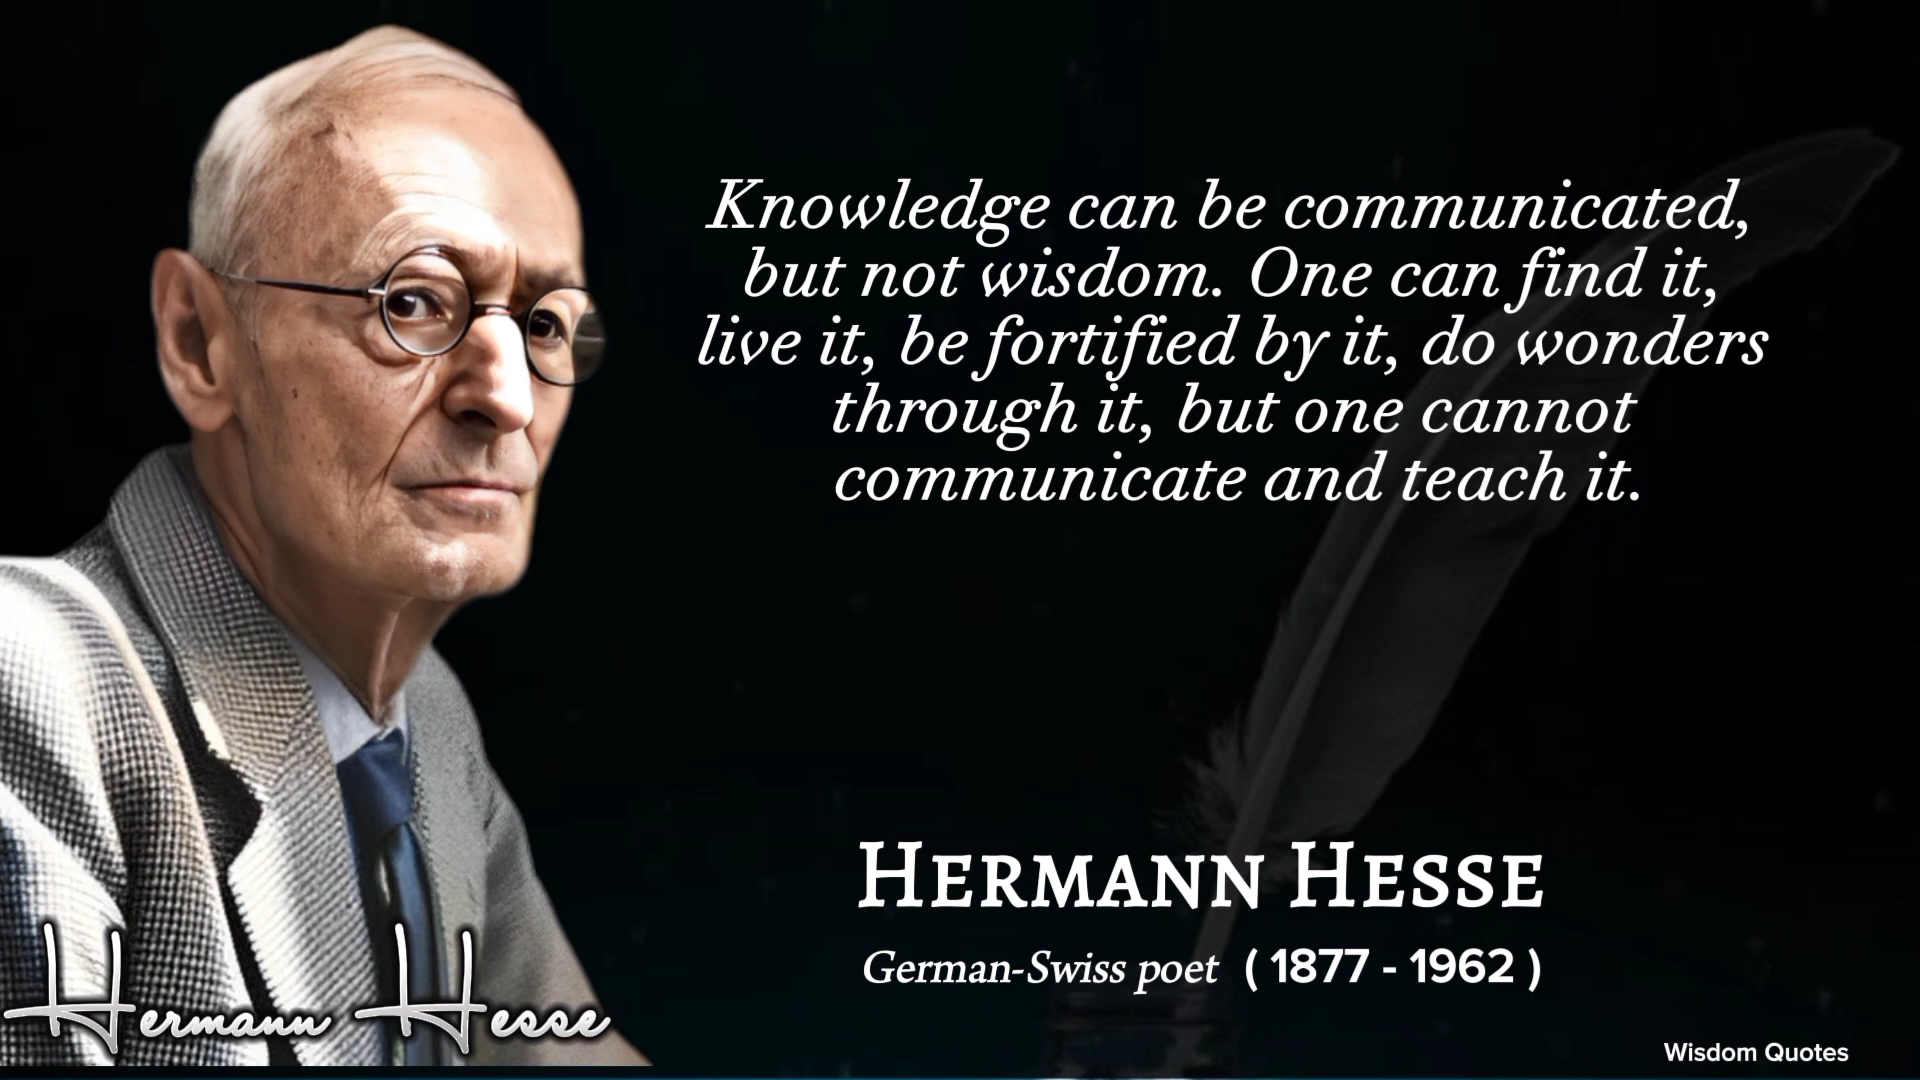 Knowledge can be communicated,
but not wisdom. One can find it,
live it, be fortified by it, do wonders
through it, but one cannot
communicate and teach it.
HERMANN HESSE
German-Swiss poet ( 1877 - 1962 )
Hermann Hesse
Wisdom Quotes